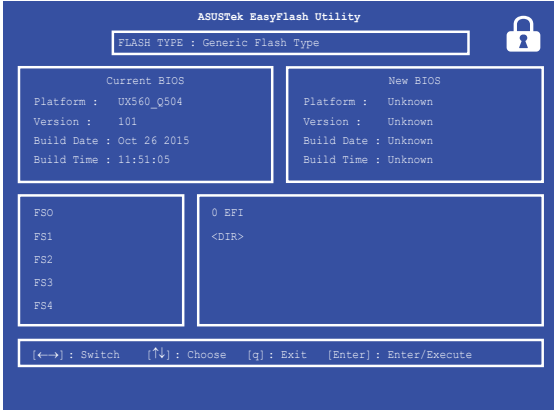 ASUSTek EasyFlash Utility
FLASH TYPE : Generic Flash Type
Current BIOS
Platform : UX560_Q504
Version : 101
Build Date : Oct 26 2015
Build Time : 11:51:05
New BIOS
Platform : Unknown
Version : Unknown
Build Date : Unknown
Build Time : Unknown
FSO
FS1
FS2
FS3
FS4
0 EFI
<DIR>
[←→] : Switch [↑↓] : Choose [q] : Exit [Enter] : Enter/Execute